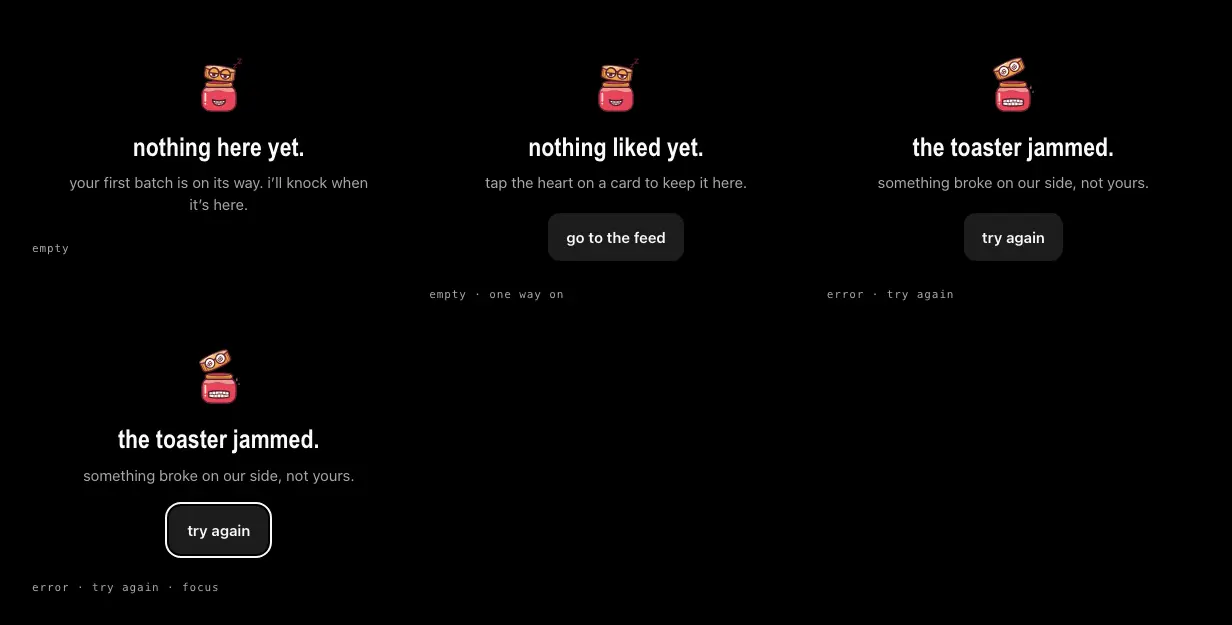 nothing here yet.
your first batch is on its way. i’ll knock when
it’s here.
empty
nothing liked yet.
tap the heart on a card to keep it here.
go to the feed
empty · one way on
the toaster jammed.
something broke on our side, not yours.
try again
error · try again
the toaster jammed.
something broke on our side, not yours.
try again
error · try again · focus